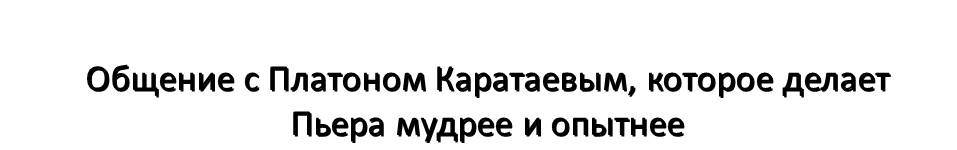 Общение с Платоном Каратаевым, которое делает
Пьера мудрее и опытнее